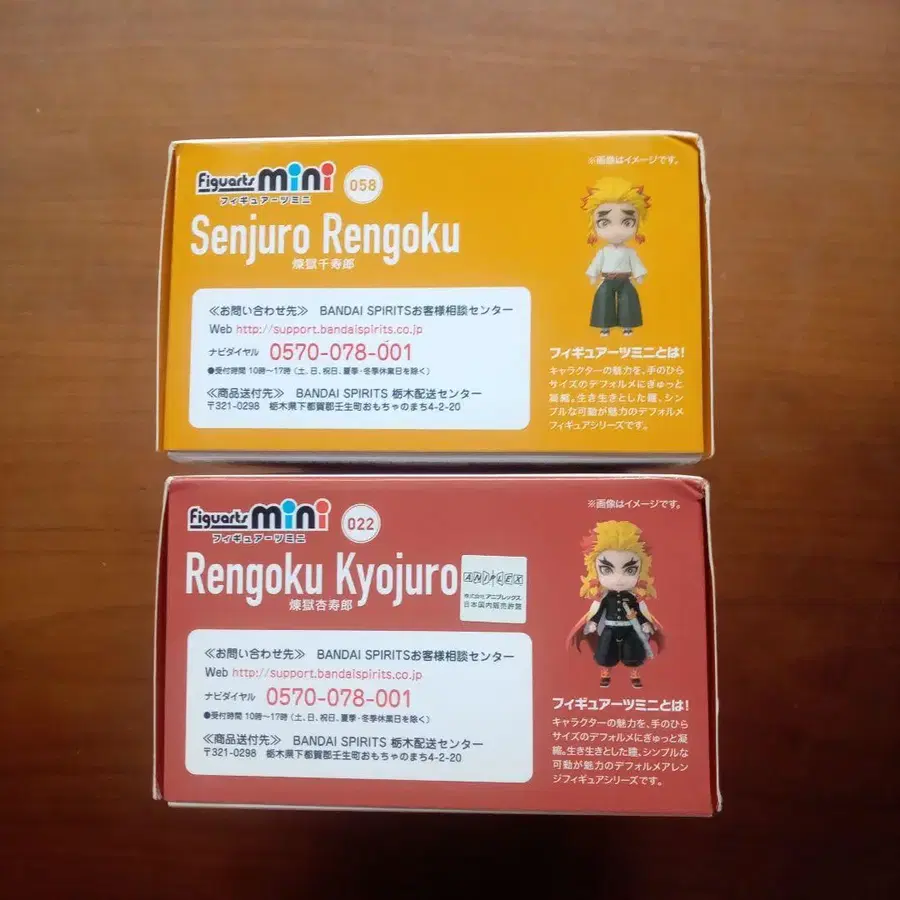 Figuarts mini 058
フィギュアーツミニ
Senjuro Rengoku
煉獄千寿郎
≪お問い合わせ先≫ BANDAI SPIRITSお客様相談センター
Web http://support.bandaispirits.co.jp
ナビダイヤル 0570-078-001
●受付時間 10時~17時 (土、日、祝日、夏季・冬季休業日を除く)
≪商品送付先≫ BANDAI SPIRITS 栃木配送センター
〒321-0298 栃木県下都賀郡壬生町おもちゃのまち4-2-20
※画像はイメージです。
フィギュアーツミニとは!
キャラクターの魅力を、手のひら
サイズのデフォルメにぎゅっと
凝縮。生き生きとした瞳、シン
プルな可動が魅力のデフォルメ
フィギュアシリーズです。
Figuarts mini 022
フィギュアーツミニ
Rengoku Kyojuro
煉獄杏寿郎
ANIPLEX
株式会社 アニプレックス
日本国内販売許諾
≪お問い合わせ先≫ BANDAI SPIRITSお客様相談センター
Web http://support.bandaispirits.co.jp
ナビダイヤル 0570-078-001
●受付時間 10時~17時 (土、日、祝日、夏季・冬季休業日を除く)
≪商品送付先≫ BANDAI SPIRITS 栃木配送センター
〒321-0298 栃木県下都賀郡壬生町おもちゃのまち4-2-20
※画像はイメージです。
フィギュアーツミニとは!
キャラクターの魅力を、手のひら
サイズのデフォルメにぎゅっと凝
縮。生き生きとした瞳、シンプルな
可動が魅力のデフォルメアレン
ジフィギュアシリーズです。